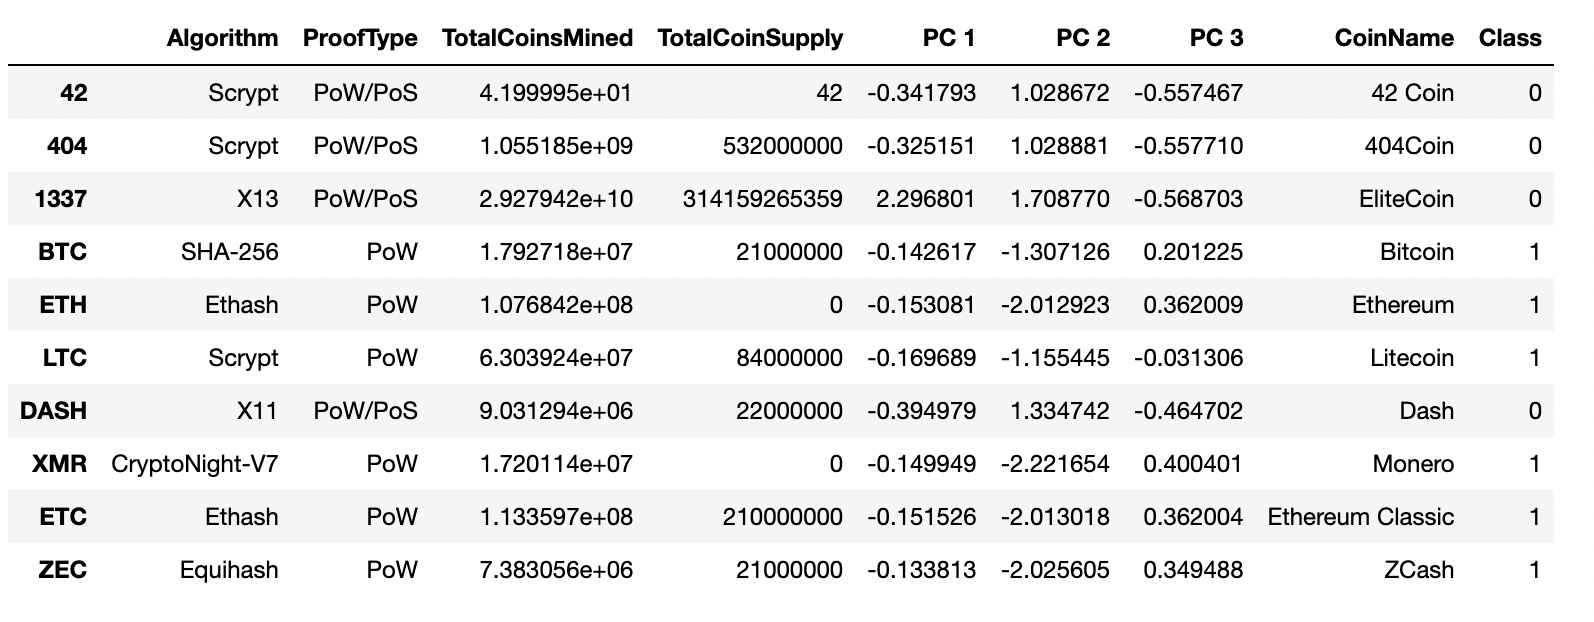 Algorithm ProofType TotalCoinsMined TotalCoinSupply PC 1 PC 2 PC 3 CoinName Class
42 Scrypt PoW/PoS 4.199995e+01 42 -0.341793 1.028672 -0.557467 42 Coin 0
404 Scrypt PoW/PoS 1.055185e+09 532000000 -0.325151 1.028881 -0.557710 404Coin 0
1337 X13 PoW/PoS 2.927942e+10 314159265359 2.296801 1.708770 -0.568703 EliteCoin 0
BTC SHA-256 PoW 1.792718e+07 21000000 -0.142617 -1.307126 0.201225 Bitcoin 1
ETH Ethash PoW 1.076842e+08 0 -0.153081 -2.012923 0.362009 Ethereum 1
LTC Scrypt PoW 6.303924e+07 84000000 -0.169689 -1.155445 -0.031306 Litecoin 1
DASH X11 PoW/PoS 9.031294e+06 22000000 -0.394979 1.334742 -0.464702 Dash 0
XMR CryptoNight-V7 PoW 1.720114e+07 0 -0.149949 -2.221654 0.400401 Monero 1
ETC Ethash PoW 1.133597e+08 210000000 -0.151526 -2.013018 0.362004 Ethereum Classic 1
ZEC Equihash PoW 7.383056e+06 21000000 -0.133813 -2.025605 0.349488 ZCash 1